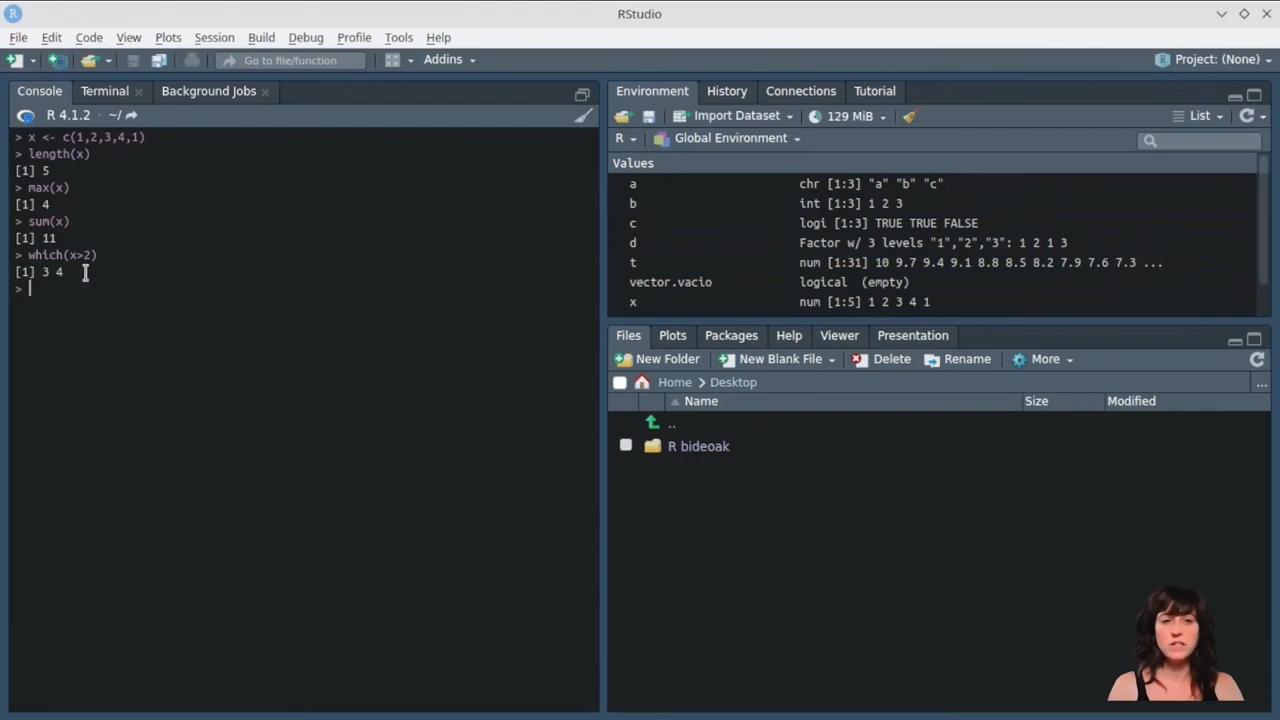 RStudio
File Edit Code View Plots Session Build Debug Profile Tools Help
Go to file/function Addins Project: (None)
Console Terminal Background Jobs
R 4.1.2 · ~/
> x <- c(1,2,3,4,1)
> length(x)
[1] 5
> max(x)
[1] 4
> sum(x)
[1] 11
> which(x>2)
[1] 3 4
>
Environment History Connections Tutorial
Import Dataset 129 MiB List
R Global Environment
Values
a chr [1:3] "a" "b" "c"
b int [1:3] 1 2 3
c logi [1:3] TRUE TRUE FALSE
d Factor w/ 3 levels "1","2","3": 1 2 1 3
t num [1:31] 10 9.7 9.4 9.1 8.8 8.5 8.2 7.9 7.6 7.3 ...
vector.vacio logical (empty)
x num [1:5] 1 2 3 4 1
Files Plots Packages Help Viewer Presentation
New Folder New Blank File Delete Rename More
Home > Desktop ...
Name Size Modified
..
R bideoak